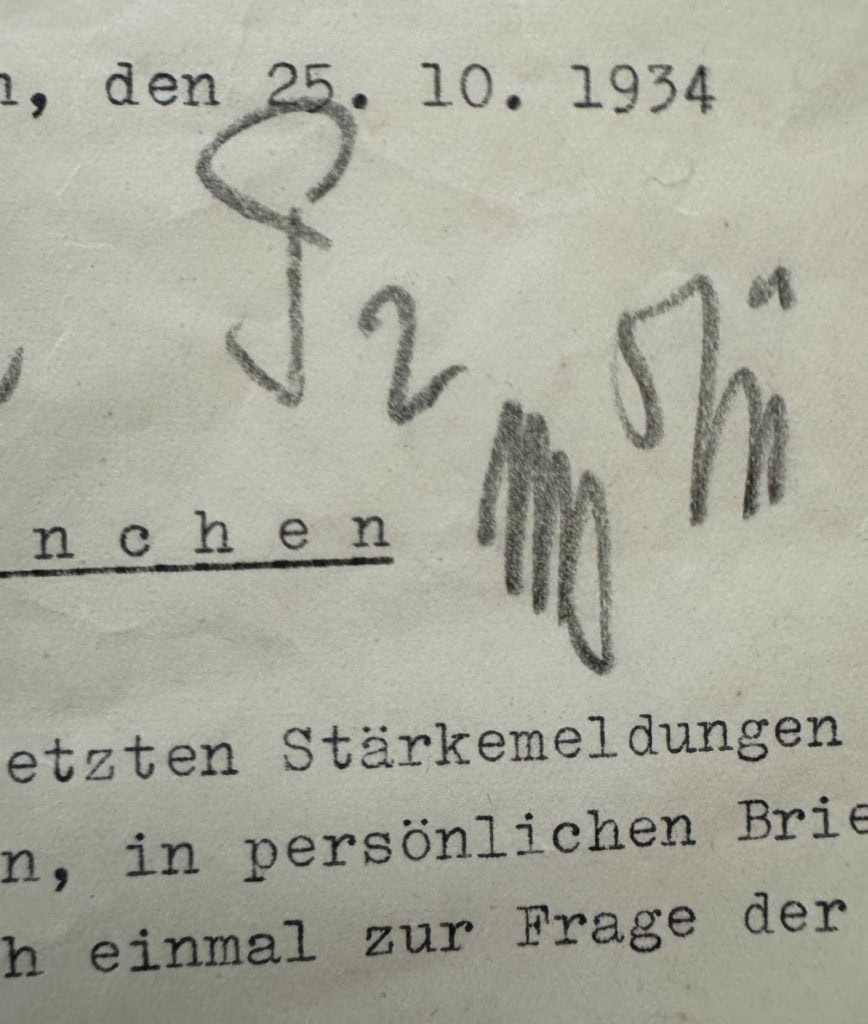 n, den 25. 10. 1934
n c h e n
etzten Stärkemeldungen
n, in persönlichen Brie
h einmal zur Frage der